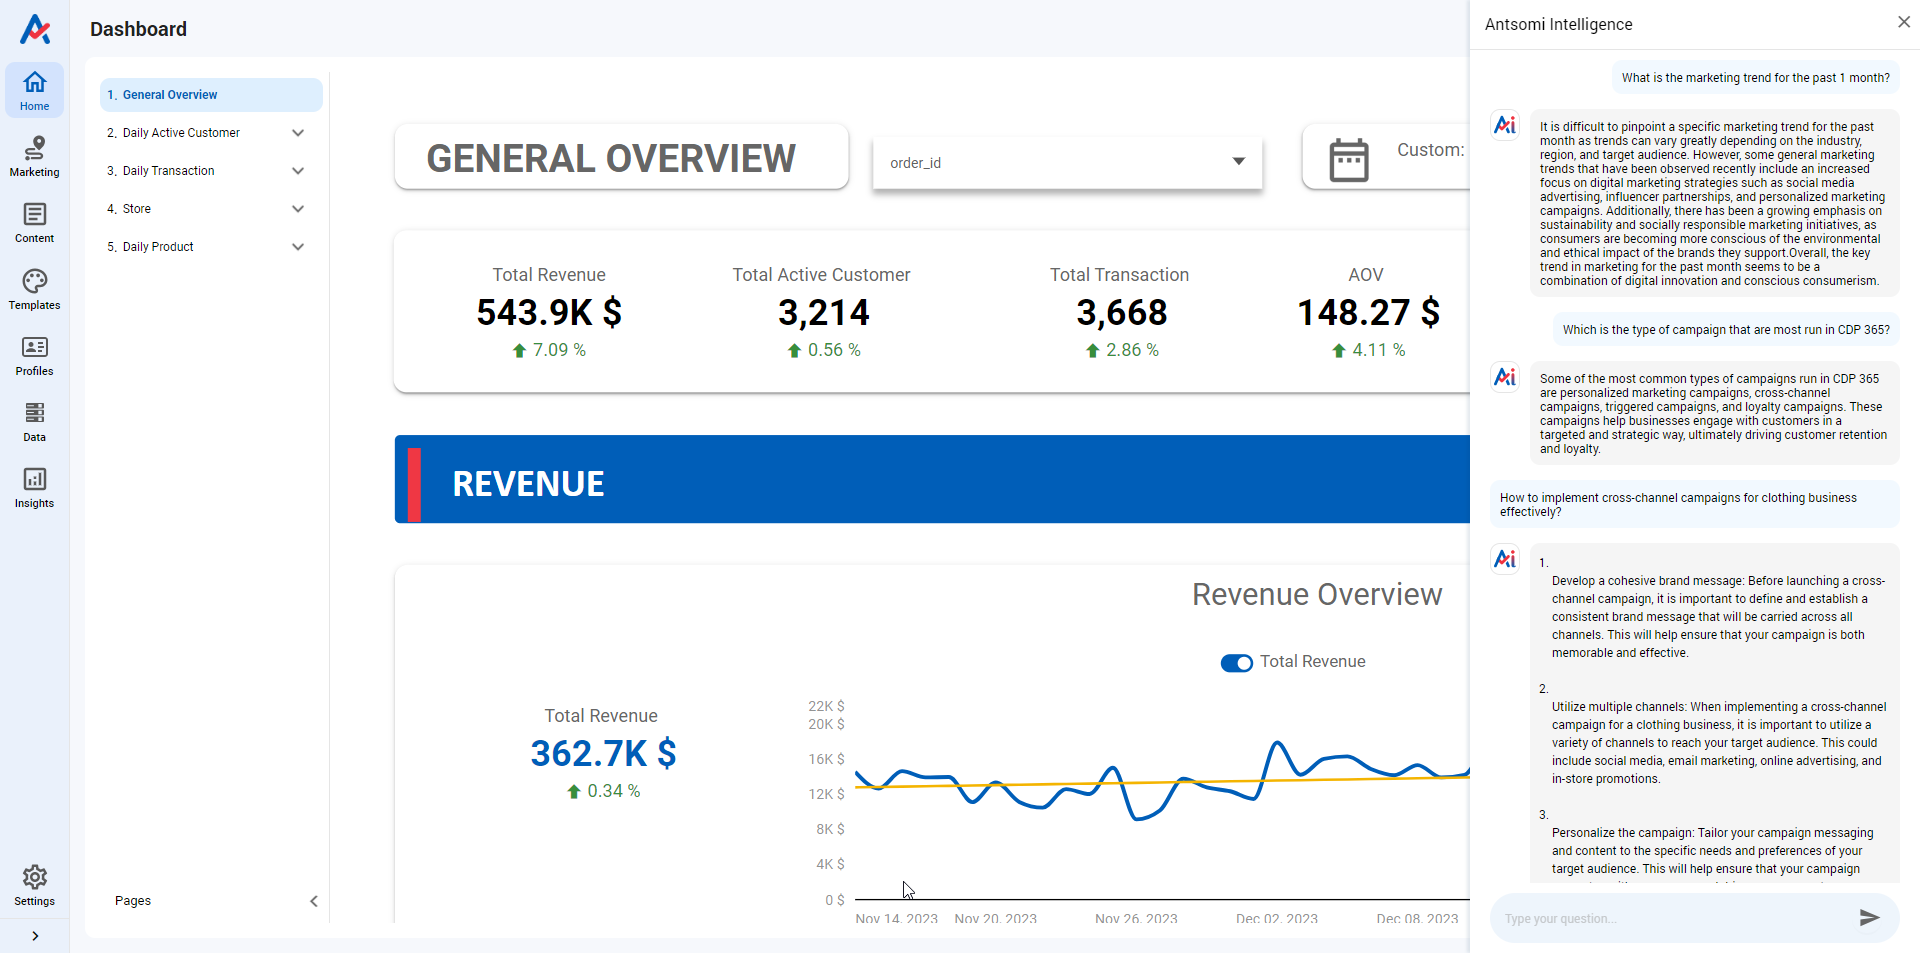 Dashboard
Home
Marketing
Content
Templates
Profiles
Data
Insights
Settings
1. General Overview
2. Daily Active Customer
3. Daily Transaction
4. Store
5. Daily Product
Pages
GENERAL OVERVIEW
order_id
Custom:
Total Revenue
543.9K $
7.09 %
Total Active Customer
3,214
0.56 %
Total Transaction
3,668
2.86 %
AOV
148.27 $
4.11 %
REVENUE
Revenue Overview
Total Revenue
Total Revenue
362.7K $
0.34 %
22K $
20K $
16K $
12K $
8K $
4K $
0 $
Nov 14, 2023
Nov 20, 2023
Nov 26, 2023
Dec 02, 2023
Dec 08, 2023
Antsomi Intelligence
What is the marketing trend for the past 1 month?
It is difficult to pinpoint a specific marketing trend for the past
month as trends can vary greatly depending on the industry,
region, and target audience. However, some general marketing
trends that have been observed recently include an increased
focus on digital marketing strategies such as social media
advertising, influencer partnerships, and personalized marketing
campaigns. Additionally, there has been a growing emphasis on
sustainability and socially responsible marketing initiatives, as
consumers are becoming more conscious of the environmental
and ethical impact of the brands they support.Overall, the key
trend in marketing for the past month seems to be a
combination of digital innovation and conscious consumerism.
Which is the type of campaign that are most run in CDP 365?
Some of the most common types of campaigns run in CDP 365
are personalized marketing campaigns, cross-channel
campaigns, triggered campaigns, and loyalty campaigns. These
campaigns help businesses engage with customers in a
targeted and strategic way, ultimately driving customer retention
and loyalty.
How to implement cross-channel campaigns for clothing business
effectively?
1.
Develop a cohesive brand message: Before launching a cross-
channel campaign, it is important to define and establish a
consistent brand message that will be carried across all
channels. This will help ensure that your campaign is both
memorable and effective.
2.
Utilize multiple channels: When implementing a cross-channel
campaign for a clothing business, it is important to utilize a
variety of channels to reach your target audience. This could
include social media, email marketing, online advertising, and
in-store promotions.
3.
Personalize the campaign: Tailor your campaign messaging
and content to the specific needs and preferences of your
target audience. This will help ensure that your campaign
Type your question...